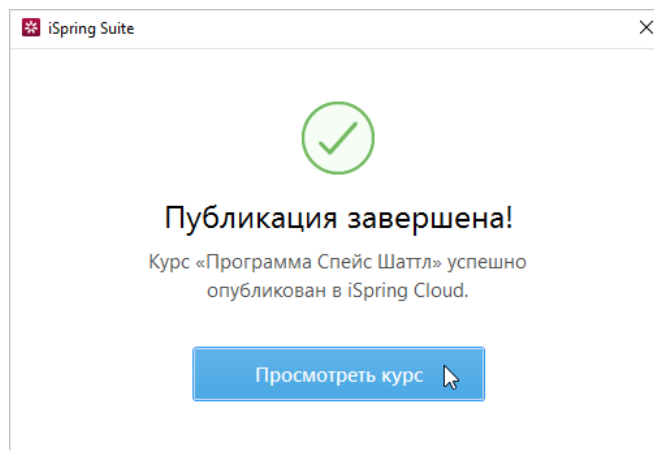 iSpring Suite
Публикация завершена!
Курс «Программа Спейс Шаттл» успешно
опубликован в iSpring Cloud.
Просмотреть курс